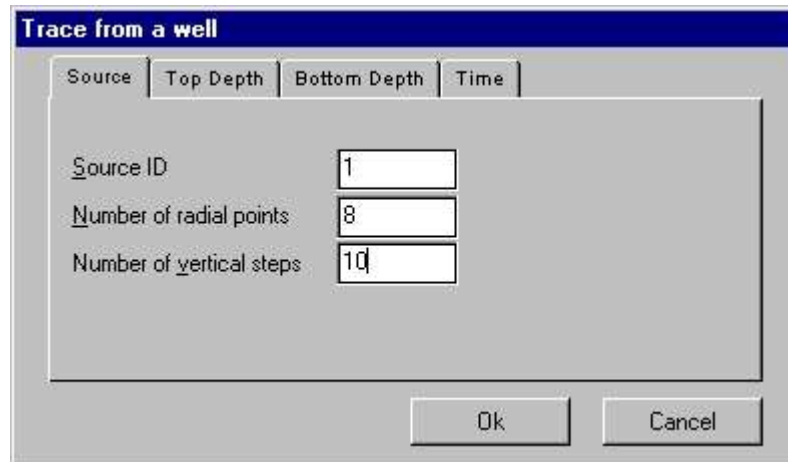 Trace from a well
Source Top Depth Bottom Depth Time
Source ID 1
Number of radial points 8
Number of vertical steps 10
Ok Cancel